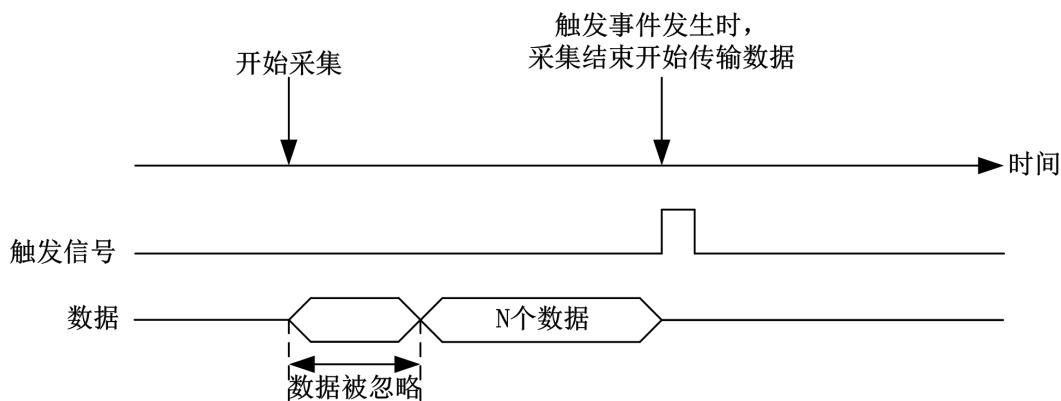 触发事件发生时，
采集结束开始传输数据
开始采集
时间
触发信号
数据
N个数据
数据被忽略